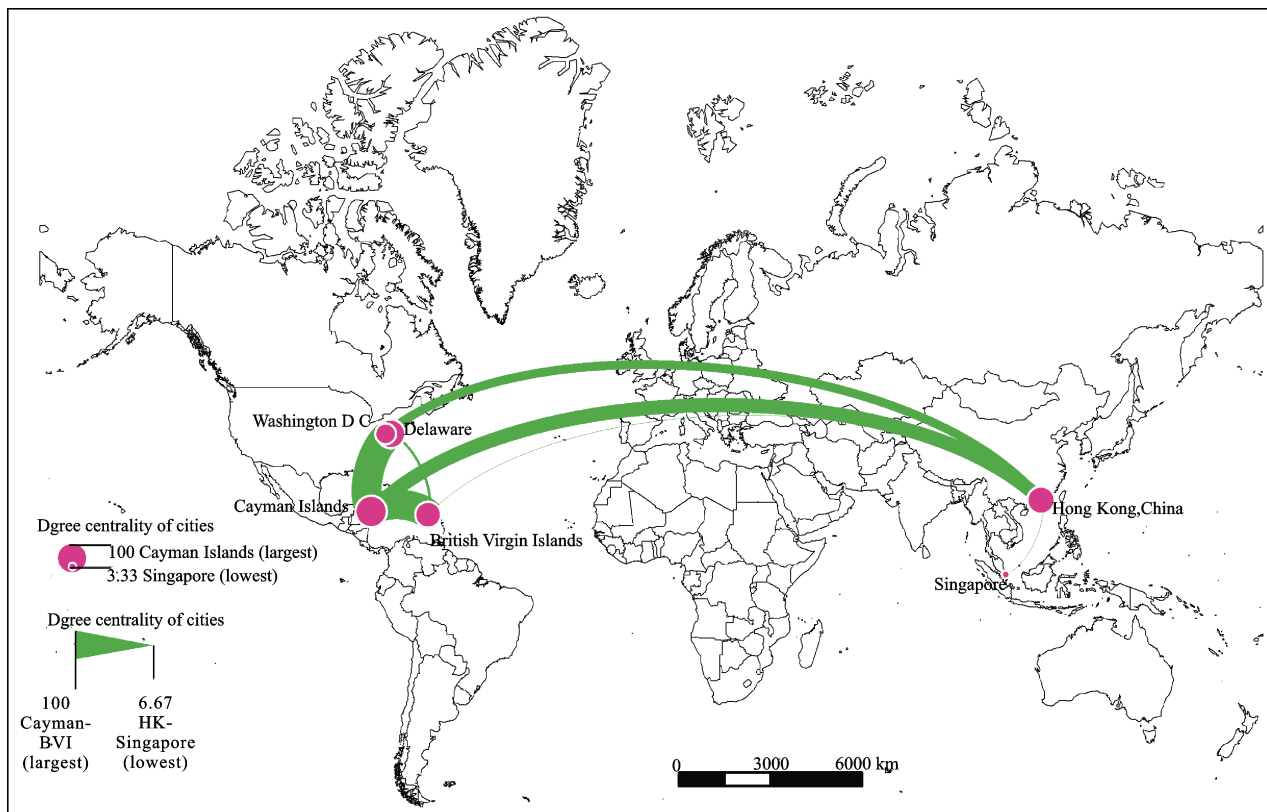 Washington D C
Delaware
Cayman Islands
British Virgin Islands
Hong Kong,China
Singapore
Dgree centrality of cities
100 Cayman Islands (largest)
3:33 Singapore (lowest)
Dgree centrality of cities
100
Cayman-
BVI
(largest)
6.67
HK-
Singapore
(lowest)
0 3000 6000 km